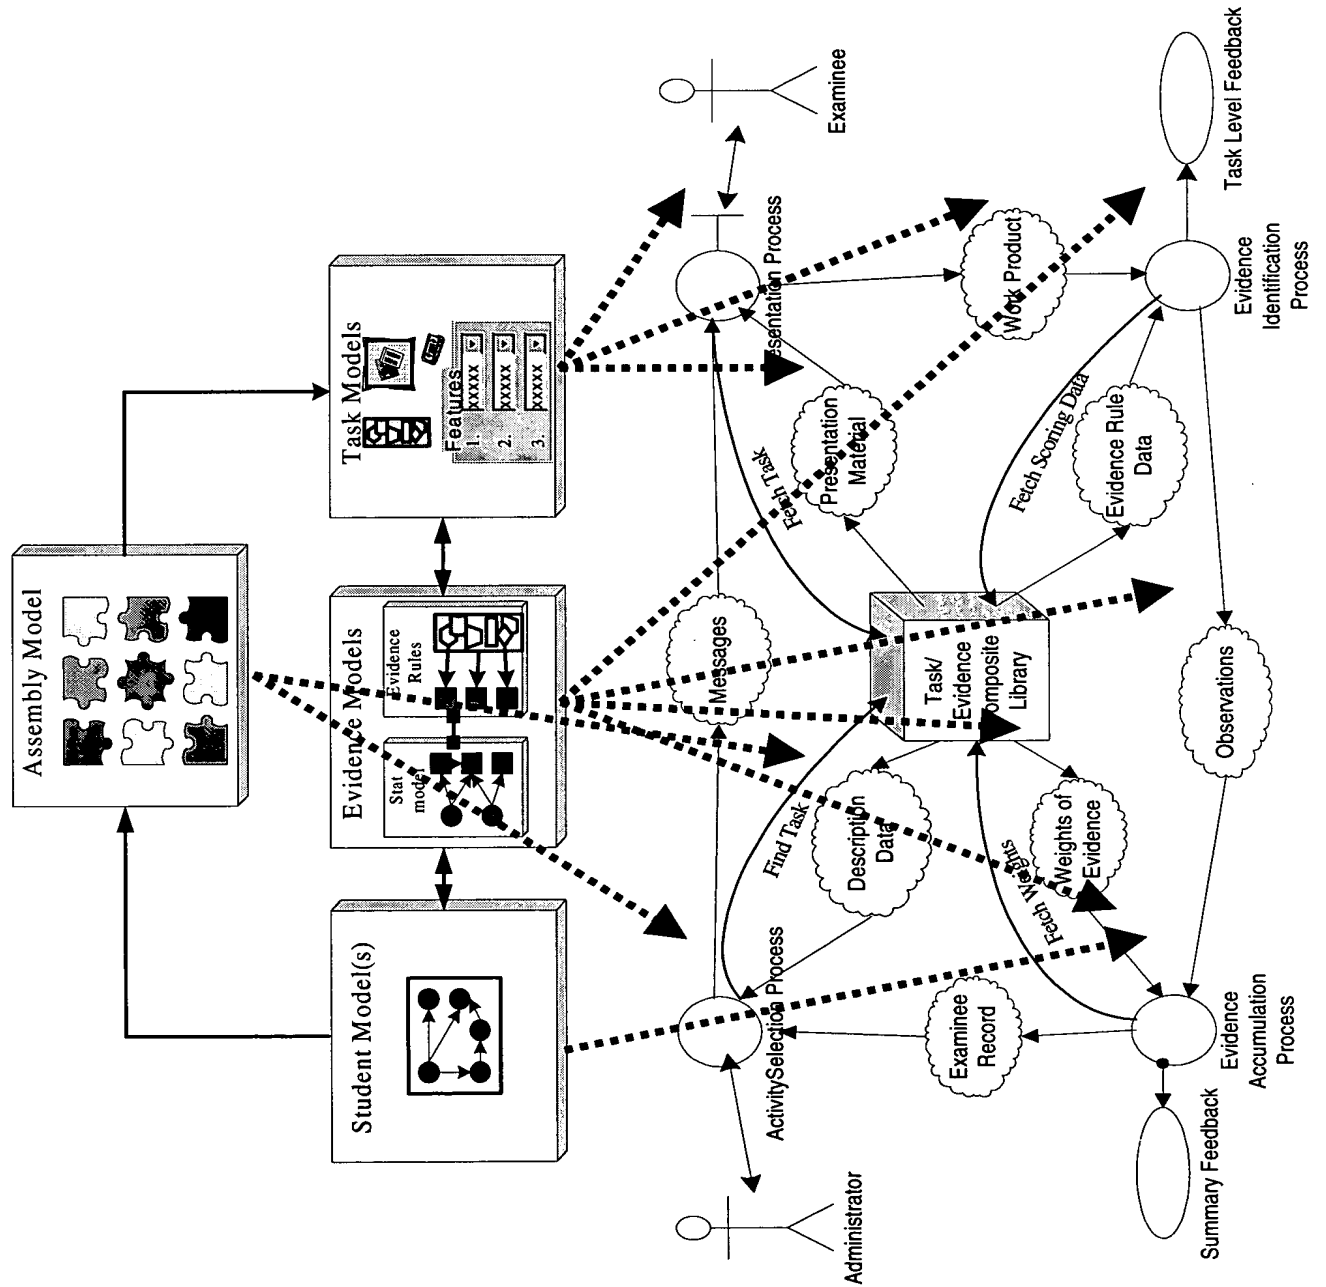 Assembly Model
Student Model(s)
Evidence Models
Stat
model
Evidence
Rules
Task Models
Features
1.
xxxxx
2.
xxxxx
3.
xxxxx
Administrator
ActivitySelection Process
Messages
Presentation Process
Examinee
Find Task
Fetch Task
Description
Data
Presentation
Material
Examinee
Record
Task/
Evidence
Composite
Library
Work Product
Fetch Weights
Weights of
Evidence
Fetch Scoring Data
Evidence Rule
Data
Summary Feedback
Evidence
Accumulation
Process
Observations
Evidence
Identification
Process
Task Level Feedback